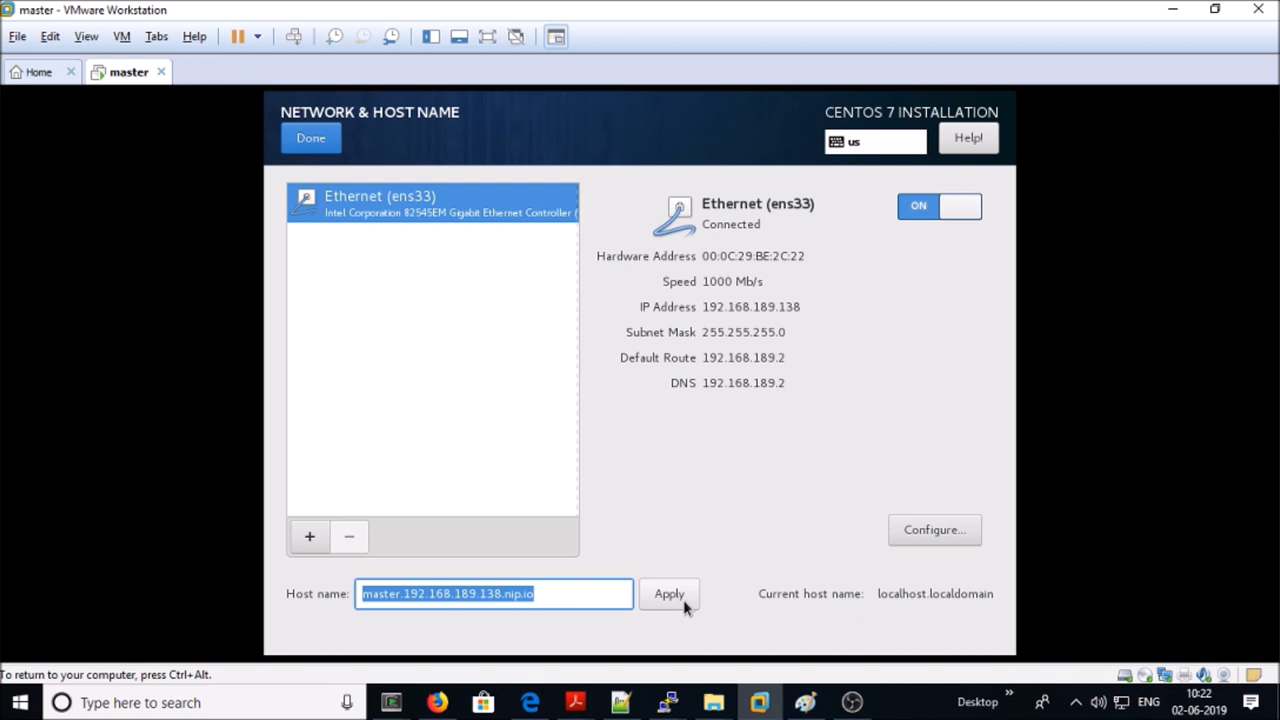 master - VMware Workstation
File Edit View VM Tabs Help
Home master
NETWORK & HOST NAME
CENTOS 7 INSTALLATION
Done
us
Help!
Ethernet (ens33)
Intel Corporation 82545EM Gigabit Ethernet Controller (
Ethernet (ens33)
Connected
ON
Hardware Address 00:0C:29:BE:2C:22
Speed 1000 Mb/s
IP Address 192.168.189.138
Subnet Mask 255.255.255.0
Default Route 192.168.189.2
DNS 192.168.189.2
+ −
Configure...
Host name: master.192.168.189.138.nip.io Apply Current host name: localhost.localdomain
To return to your computer, press Ctrl+Alt.
Type here to search
Desktop
ENG
10:22
02-06-2019